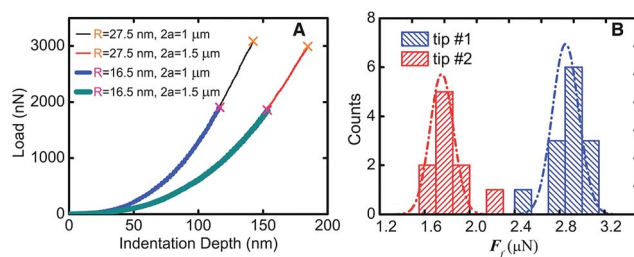 A
R=27.5 nm, 2a=1 μm
R=27.5 nm, 2a=1.5 μm
R=16.5 nm, 2a=1 μm
R=16.5 nm, 2a=1.5 μm
Load (nN)
3000
2000
1000
0
0 50 100 150 200
Indentation Depth (nm)
B
tip #1
tip #2
Counts
8
6
4
2
0
1.2 1.6 2.0 2.4 2.8 3.2
Ff(μN)